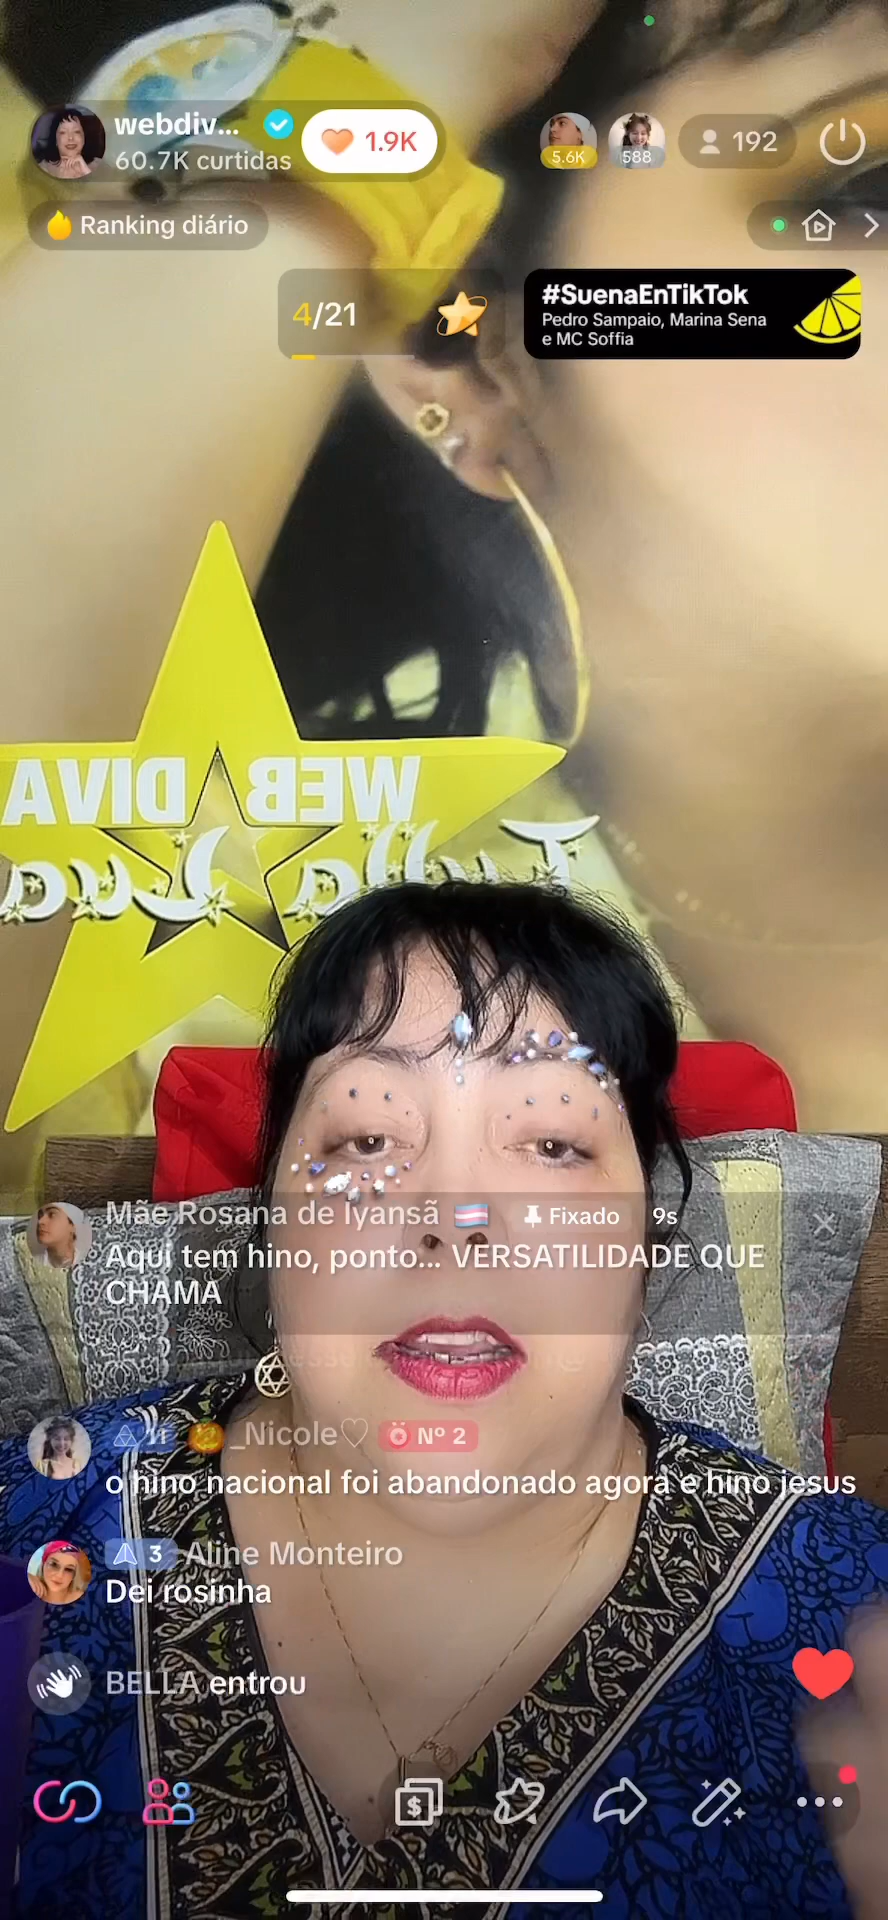 webdiv...
60.7K curtidas
1.9K
5.6K
588
192
Ranking diário
4/21
#SuenaEnTikTok
Pedro Sampaio, Marina Sena
e MC Soffia
WEB DIVA
Lua
Mãe Rosana de Iyansã
Fixado
9s
Aqui tem hino, ponto... VERSATILIDADE QUE
CHAMA
_Nicole♡
Nº 2
o hino nacional foi abandonado agora e hino jesus
3 Aline Monteiro
Dei rosinha
BELLA entrou